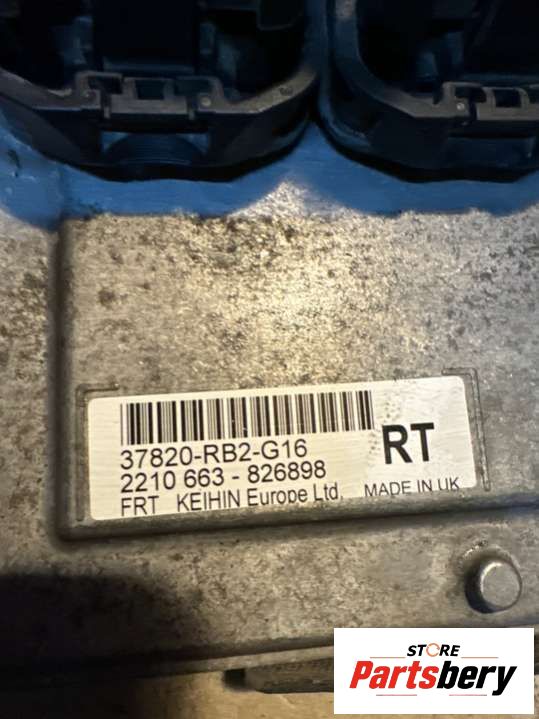 37820-RB2-G16
2210 663 - 826898
FRT KEIHIN Europe Ltd,
RT
MADE IN UK
STORE
Partsbery